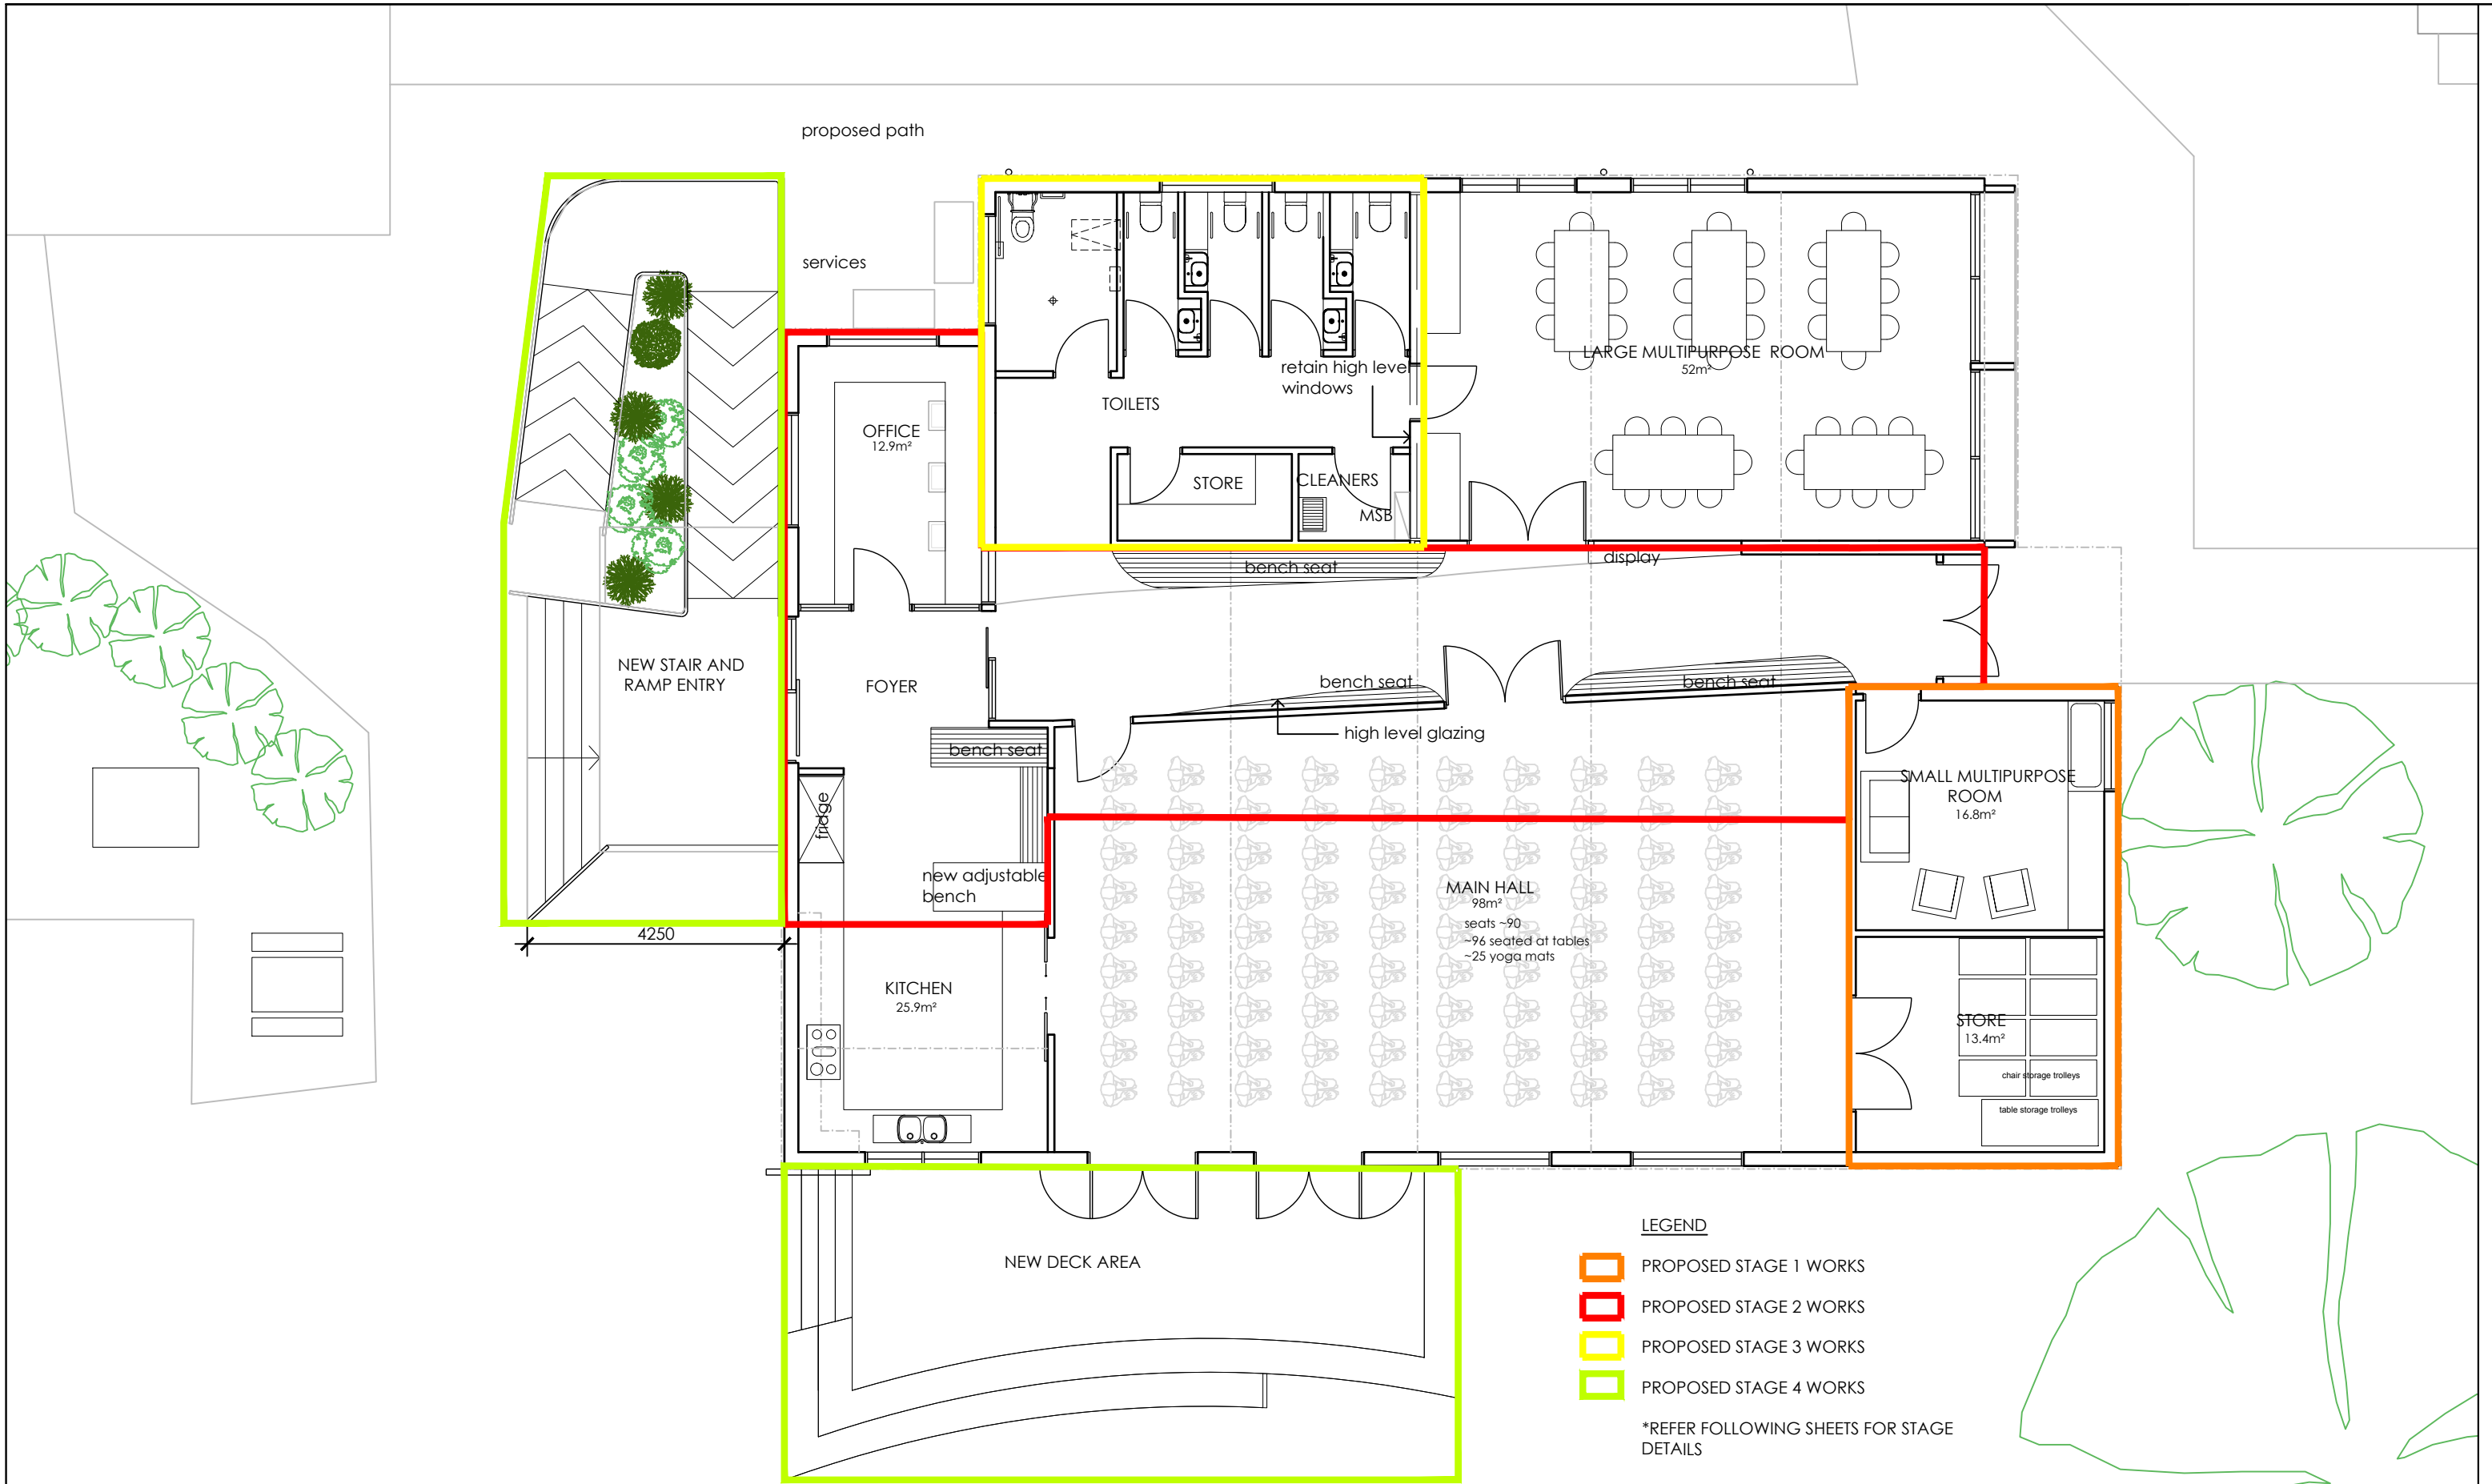 proposed path
services
OFFICE
12.9m²
TOILETS
retain high level
windows
STORE
CLEANERS
MSB
LARGE MULTIPURPOSE ROOM
52m²
bench seat
display
NEW STAIR AND
RAMP ENTRY
FOYER
bench seat
bench seat
high level glazing
bench seat
fridge
new adjustable
bench
SMALL MULTIPURPOSE
ROOM
16.8m²
MAIN HALL
98m²
seats ~90
~96 seated at tables
~25 yoga mats
4250
KITCHEN
25.9m²
STORE
13.4m²
chair storage trolleys
table storage trolleys
NEW DECK AREA
LEGEND
PROPOSED STAGE 1 WORKS
PROPOSED STAGE 2 WORKS
PROPOSED STAGE 3 WORKS
PROPOSED STAGE 4 WORKS
*REFER FOLLOWING SHEETS FOR STAGE
DETAILS